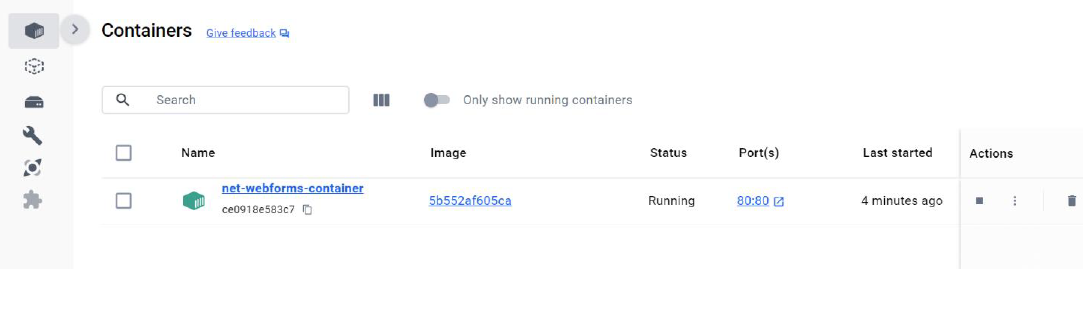 Containers Give feedback
Search Only show running containers
Name Image Status Port(s) Last started Actions
net-webforms-container
5b552af605ca Running 80:80 4 minutes ago
ce0918e583c7